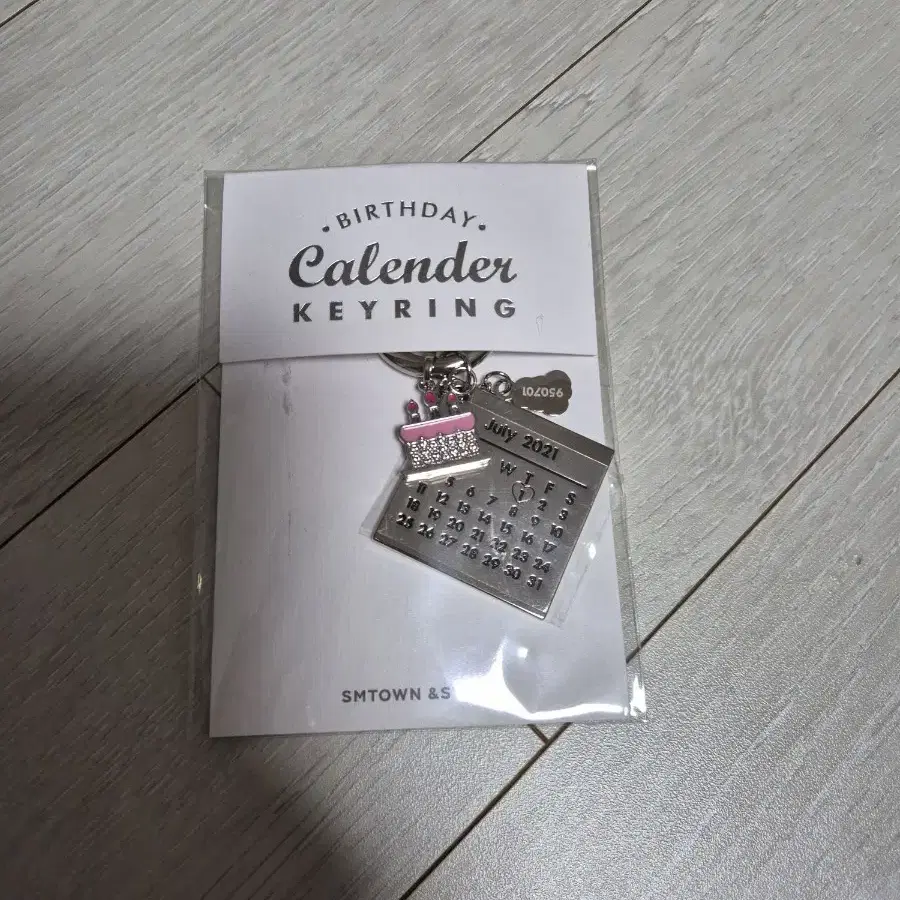 BIRTHDAY
Calender
KEYRING
950701
July 2021
W T F S
1 2 3
5 6 7 8 9 10
11 12 13 14 15 16 17
18 19 20 21 22 23 24
25 26 27 28 29 30 31
SMTOWN &S